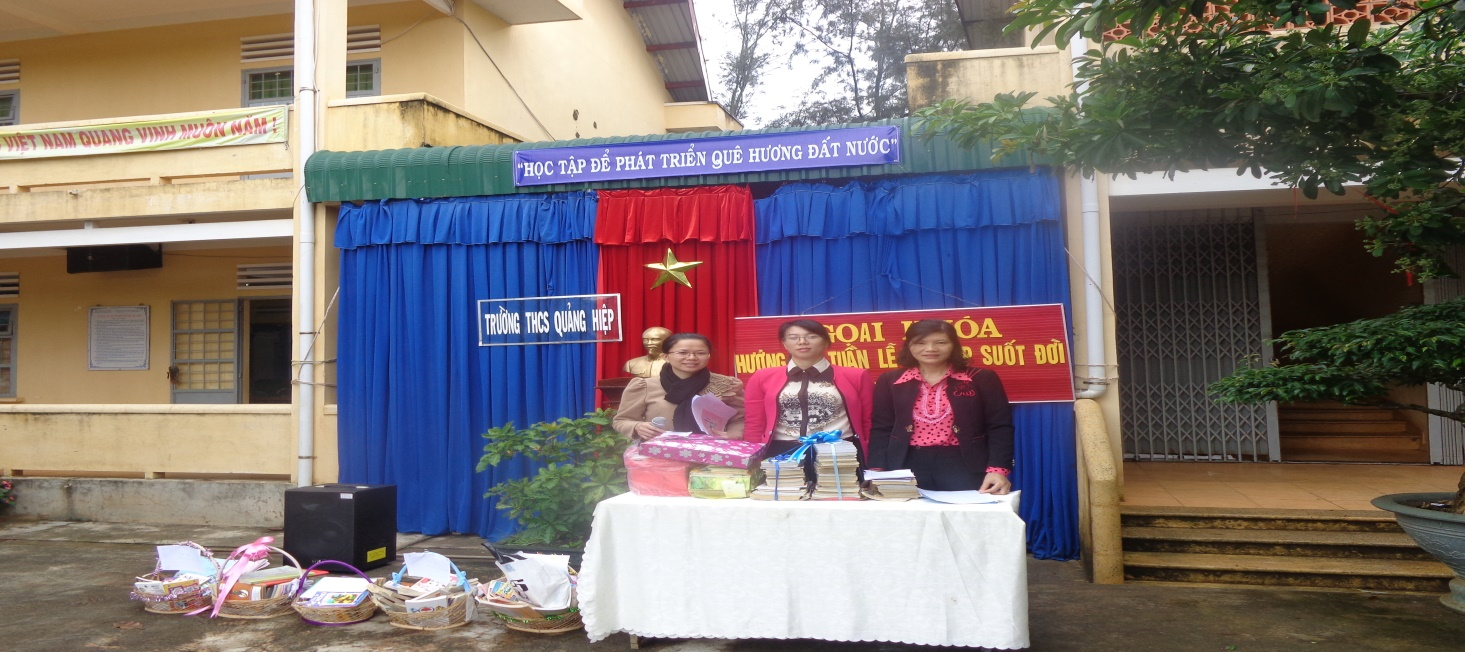 VIỆT NAM QUANG VINH MUÔN NĂM !
“HỌC TẬP ĐỂ PHÁT TRIỂN QUÊ HƯƠNG ĐẤT NƯỚC”
TRƯỜNG THCS QUẢNG HIỆP
KHÓA
TUẦN LỄ SUỐT ĐỜI